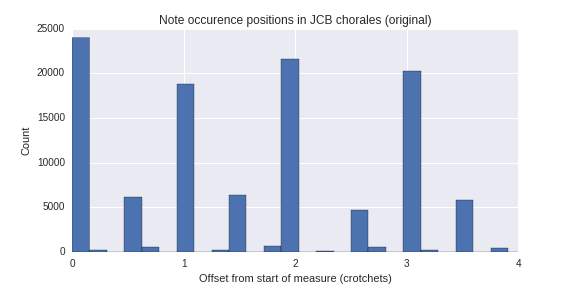 Note occurence positions in JCB chorales (original)
25000
20000
15000
10000
5000
0
Count
0 1 2 3 4
Offset from start of measure (crotchets)